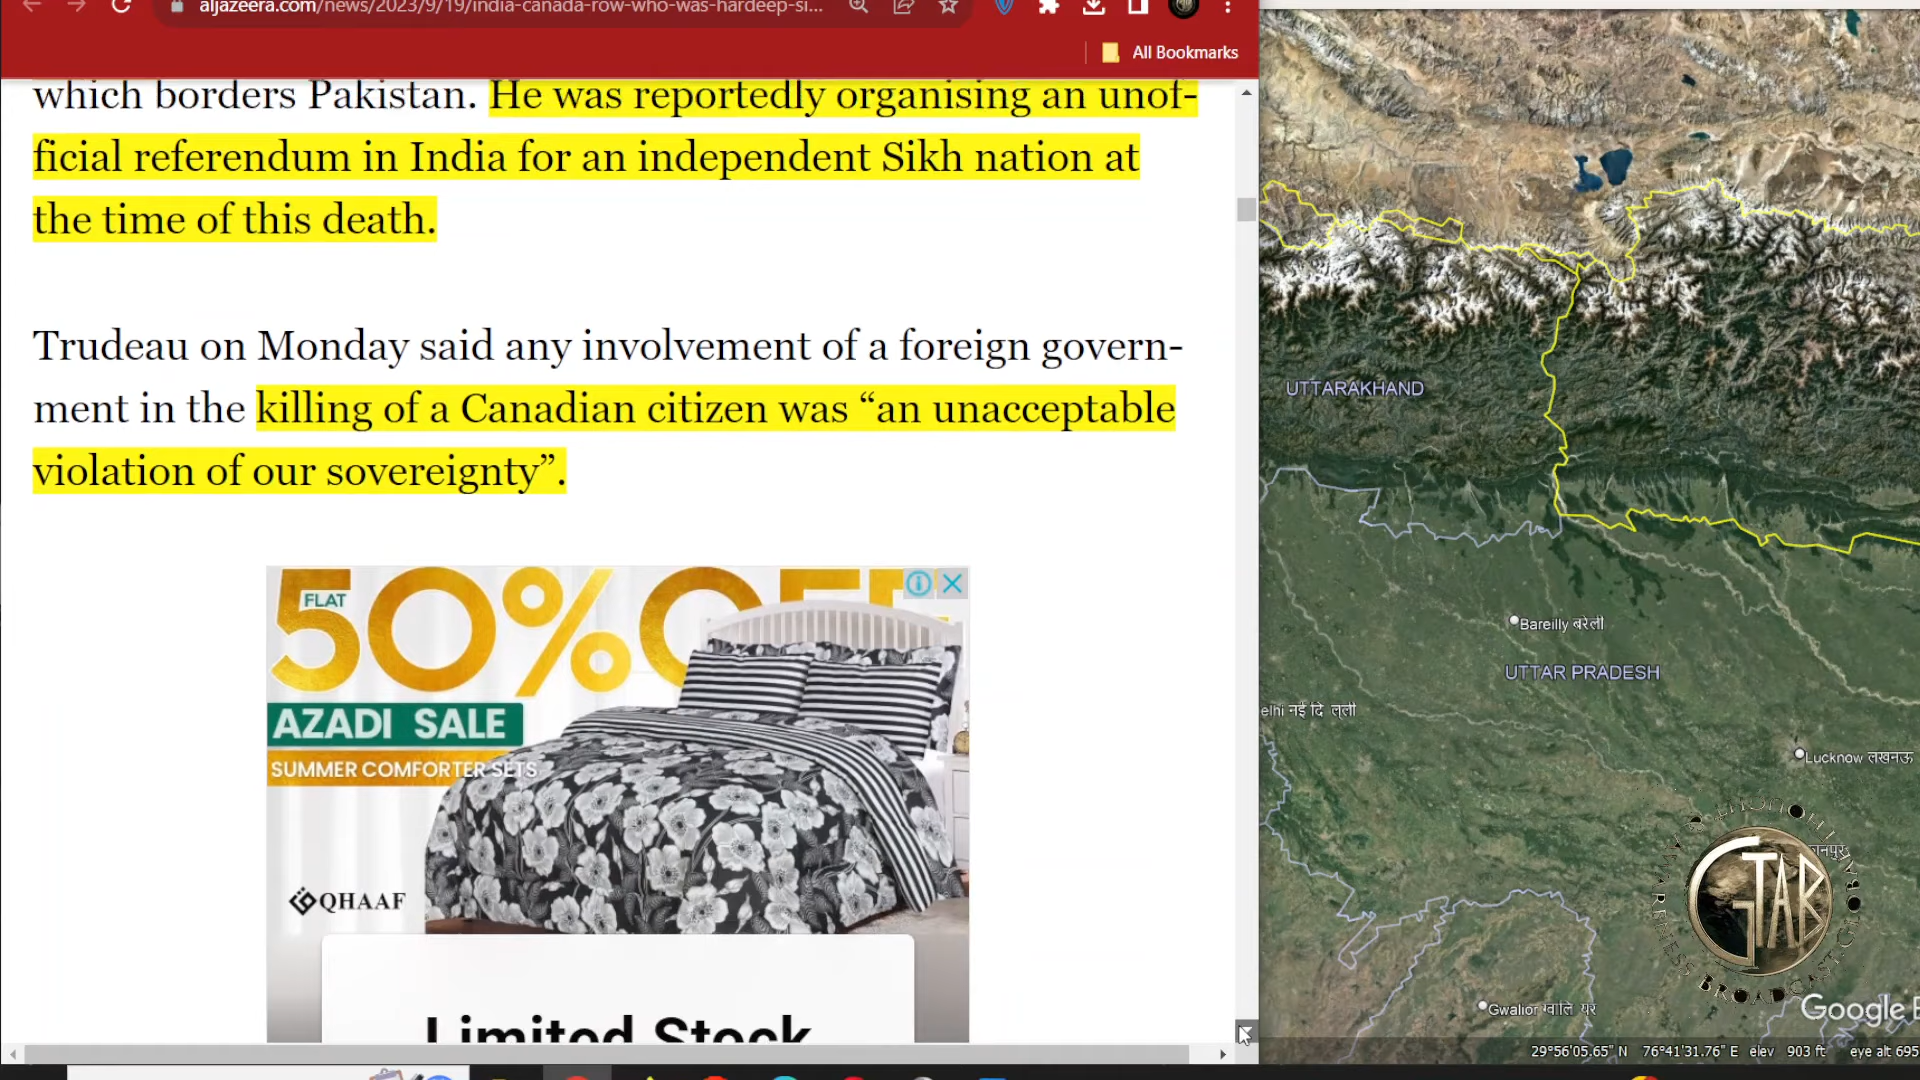 aljazeera.com/news/2023/9/19/india-canada-row-who-was-hardeep-si...
All Bookmarks
which borders Pakistan. He was reportedly organising an unof-
ficial referendum in India for an independent Sikh nation at
the time of this death.
Trudeau on Monday said any involvement of a foreign govern-
ment in the killing of a Canadian citizen was “an unacceptable
violation of our sovereignty”.
FLAT
50% OFF
AZADI SALE
SUMMER COMFORTER SETS
QHAAF
Limited Stock
UTTARAKHAND
Bareilly बरेली
UTTAR PRADESH
elhi नई दि ल्ली
Lucknow लखनऊ
कानपुर
GTAB
BROADCAST
Gwalior ग्वालि यर
Google E
29°56'05.65" N 76°41'31.76" E elev 903 ft eye alt 695